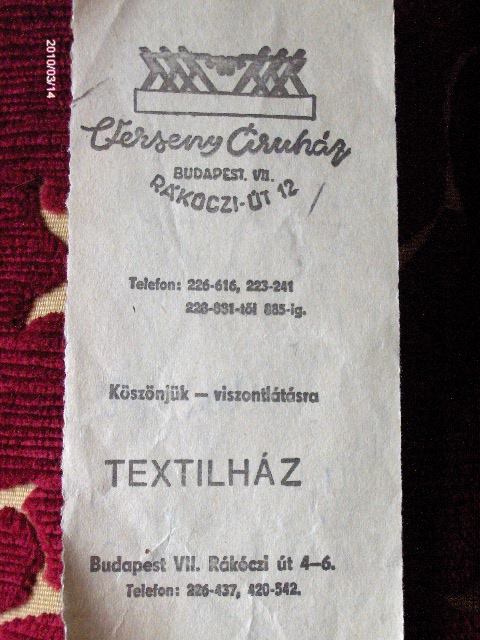 2010/03/14
Verseny Áruház
BUDAPEST. VII.
RÁKÓCZI-ÚT 12
Telefon: 226-616, 223-241
228-831-től 885-ig.
Köszönjük — viszontlátásra
TEXTILHÁZ
Budapest VII. Rákóczi út 4—6.
Telefon: 226-437, 420-542.